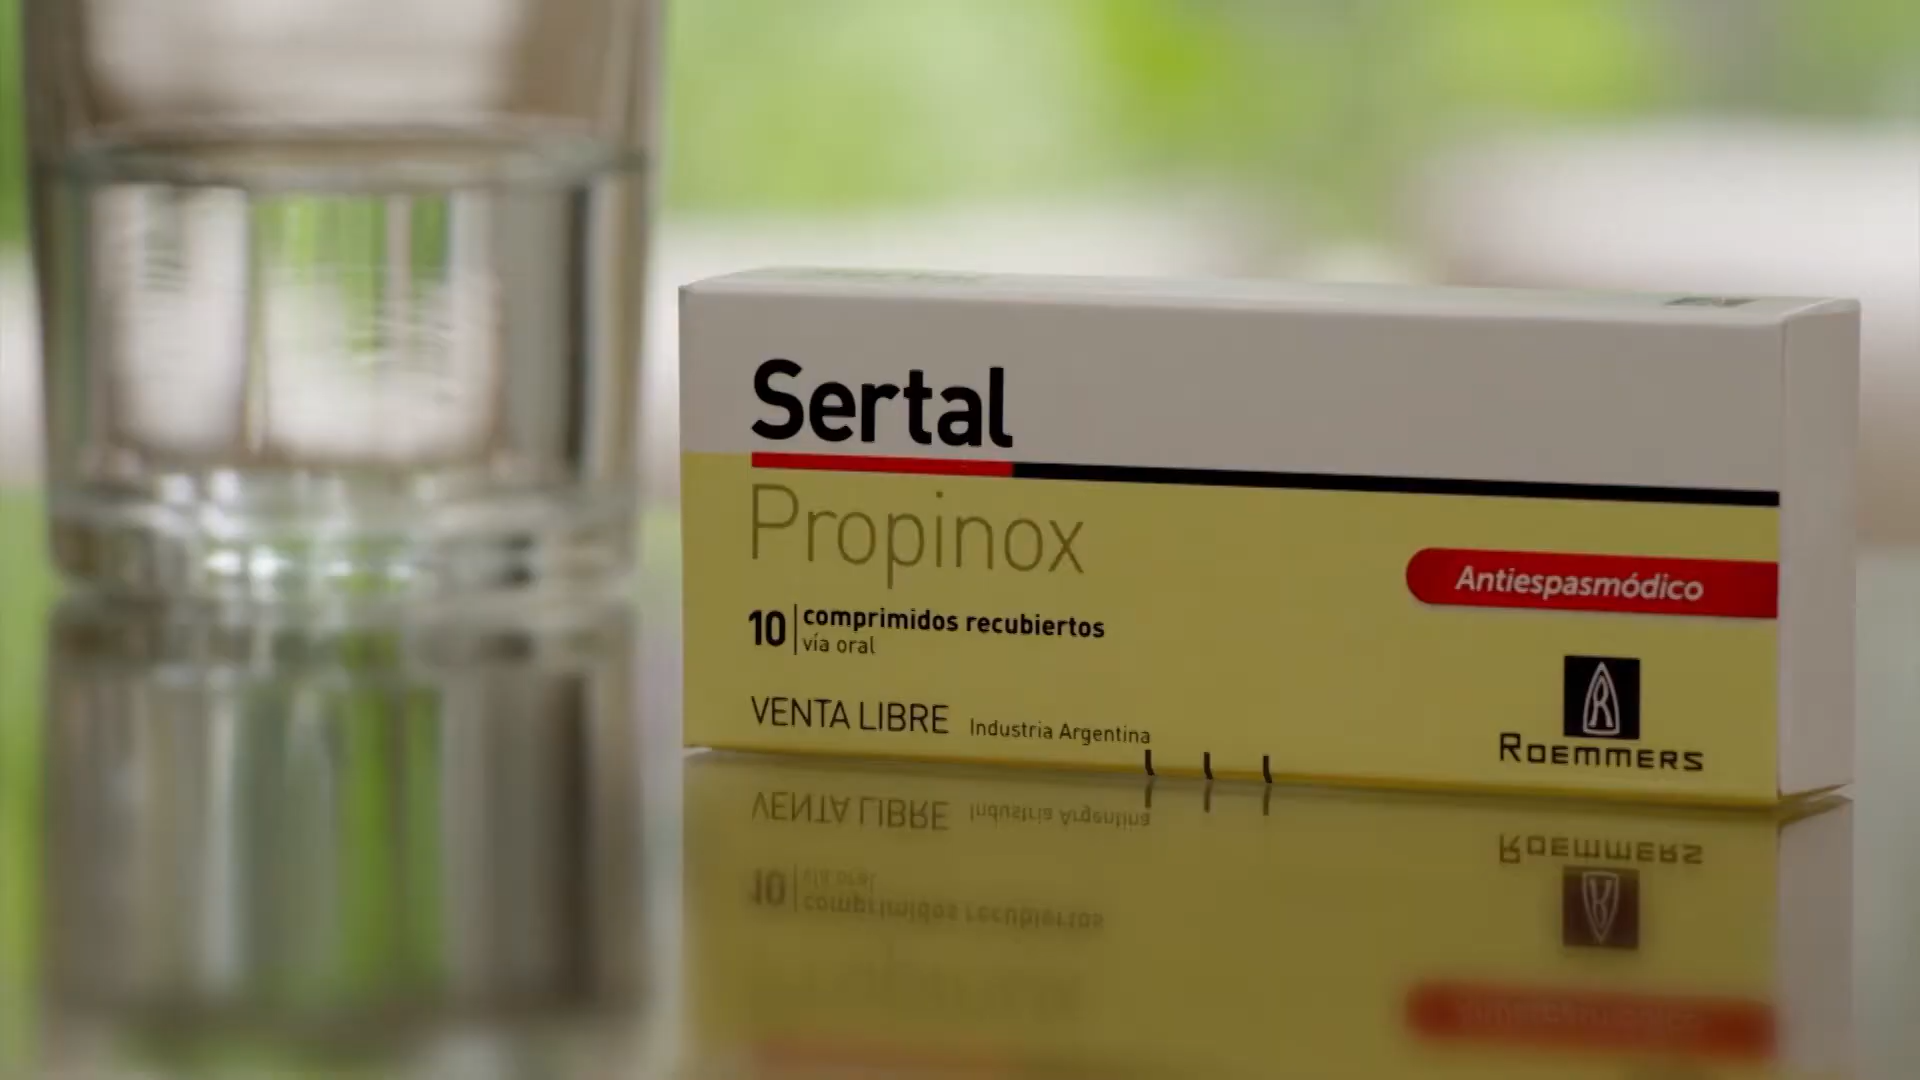 Sertal
Propinox
Antiespasmódico
10 comprimidos recubiertos
vía oral
VENTA LIBRE Industria Argentina
ROEMMERS